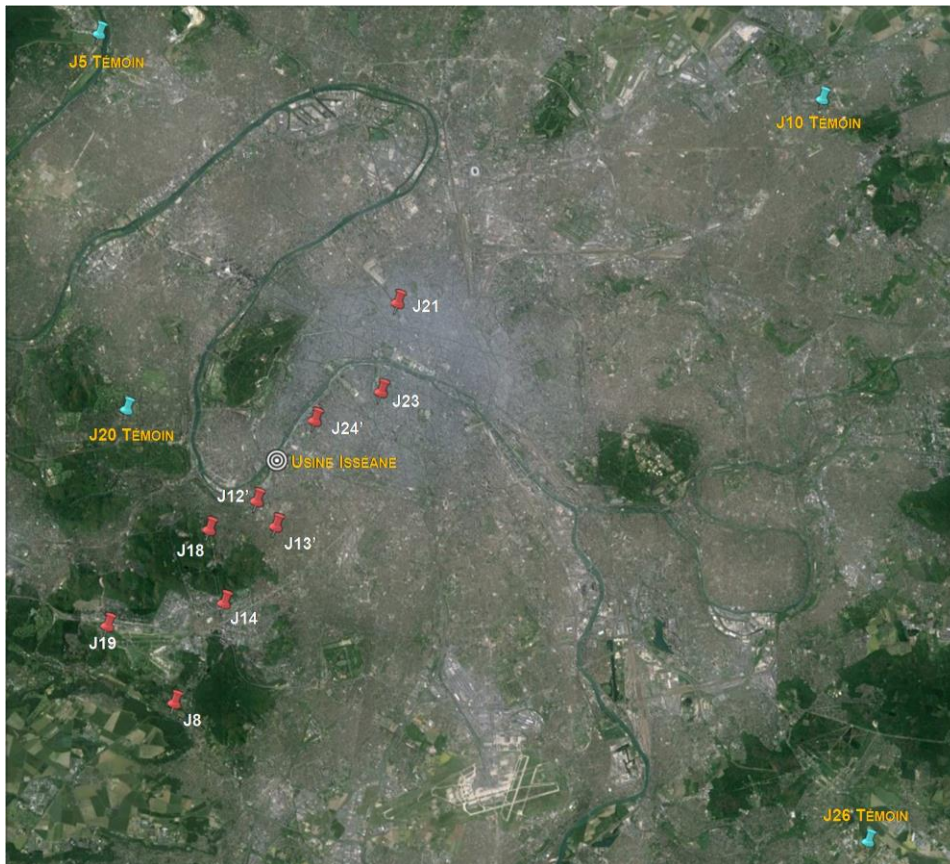 J5 TÉMOIN
J10 TÉMOIN
J21
J23
J24'
J20 TÉMOIN
USINE ISSEANE
J12'
J13'
J18
J14
J19
J8
J26 TÉMOIN